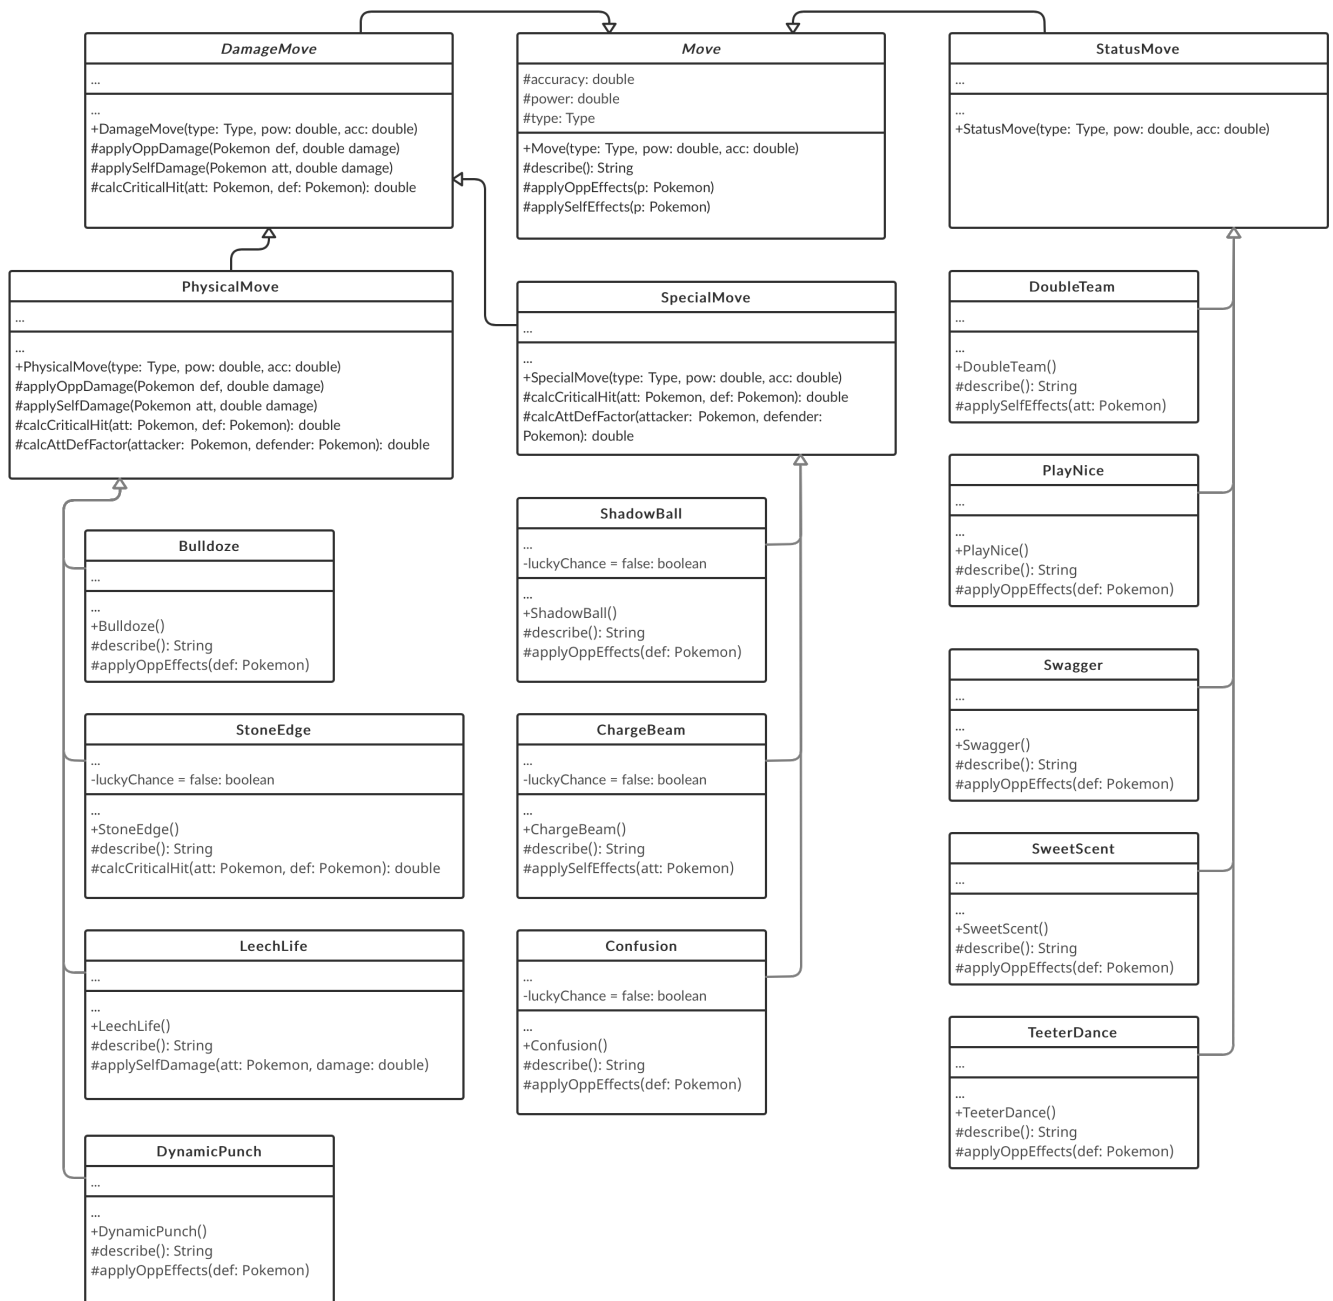 DamageMove
...
...
+DamageMove(type: Type, pow: double, acc: double)
#applyOppDamage(Pokemon def, double damage)
#applySelfDamage(Pokemon att, double damage)
#calcCriticalHit(att: Pokemon, def: Pokemon): double
Move
#accuracy: double
#power: double
#type: Type
+Move(type: Type, pow: double, acc: double)
#describe(): String
#applyOppEffects(p: Pokemon)
#applySelfEffects(p: Pokemon)
StatusMove
...
...
+StatusMove(type: Type, pow: double, acc: double)
PhysicalMove
...
...
+PhysicalMove(type: Type, pow: double, acc: double)
#applyOppDamage(Pokemon def, double damage)
#applySelfDamage(Pokemon att, double damage)
#calcCriticalHit(att: Pokemon, def: Pokemon): double
#calcAttDefFactor(attacker: Pokemon, defender: Pokemon): double
SpecialMove
...
...
+SpecialMove(type: Type, pow: double, acc: double)
#calcCriticalHit(att: Pokemon, def: Pokemon): double
#calcAttDefFactor(attacker: Pokemon, defender:
Pokemon): double
DoubleTeam
...
...
+DoubleTeam()
#describe(): String
#applySelfEffects(att: Pokemon)
PlayNice
...
...
+PlayNice()
#describe(): String
#applyOppEffects(def: Pokemon)
Bulldoze
...
...
+Bulldoze()
#describe(): String
#applyOppEffects(def: Pokemon)
ShadowBall
...
-luckyChance = false: boolean
...
+ShadowBall()
#describe(): String
#applyOppEffects(def: Pokemon)
Swagger
...
...
+Swagger()
#describe(): String
#applyOppEffects(def: Pokemon)
StoneEdge
...
-luckyChance = false: boolean
...
+StoneEdge()
#describe(): String
#calcCriticalHit(att: Pokemon, def: Pokemon): double
ChargeBeam
...
-luckyChance = false: boolean
...
+ChargeBeam()
#describe(): String
#applySelfEffects(att: Pokemon)
SweetScent
...
...
+SweetScent()
#describe(): String
#applyOppEffects(def: Pokemon)
LeechLife
...
...
+LeechLife()
#describe(): String
#applySelfDamage(att: Pokemon, damage: double)
Confusion
...
-luckyChance = false: boolean
...
+Confusion()
#describe(): String
#applyOppEffects(def: Pokemon)
TeeterDance
...
...
+TeeterDance()
#describe(): String
#applyOppEffects(def: Pokemon)
DynamicPunch
...
...
+DynamicPunch()
#describe(): String
#applyOppEffects(def: Pokemon)